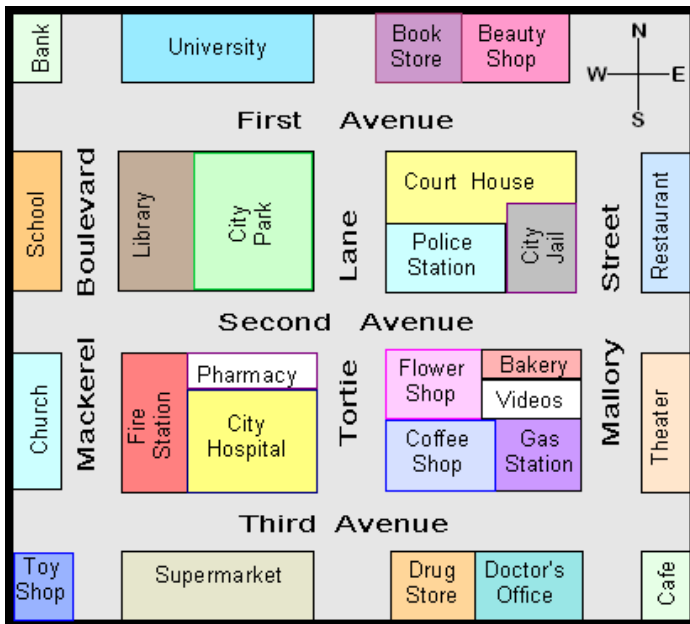 Bank
University
Book
Store
Beauty
Shop
N
W
E
S
First Avenue
School
Boulevard
Library
City
Park
Lane
Court House
Police
Station
City
Jail
Street
Restaurant
Second Avenue
Church
Mackerel
Fire
Station
Pharmacy
City
Hospital
Tortie
Flower
Shop
Bakery
Videos
Coffee
Shop
Gas
Station
Mallory
Theater
Third Avenue
Toy
Shop
Supermarket
Drug
Store
Doctor's
Office
Cafe